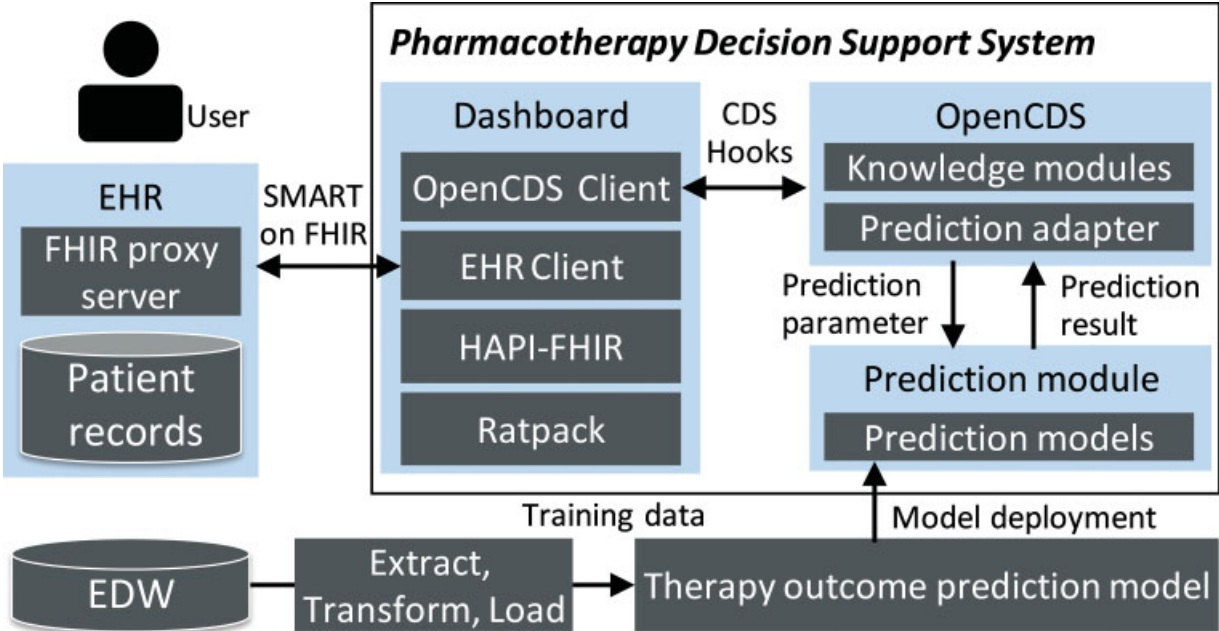 Pharmacotherapy Decision Support System
User
EHR
FHIR proxy
server
Patient
records
SMART
on FHIR
Dashboard
OpenCDS Client
EHR Client
HAPI-FHIR
Ratpack
CDS
Hooks
OpenCDS
Knowledge modules
Prediction adapter
Prediction
parameter
Prediction
result
Prediction module
Prediction models
Training data
Model deployment
EDW
Extract,
Transform, Load
Therapy outcome prediction model